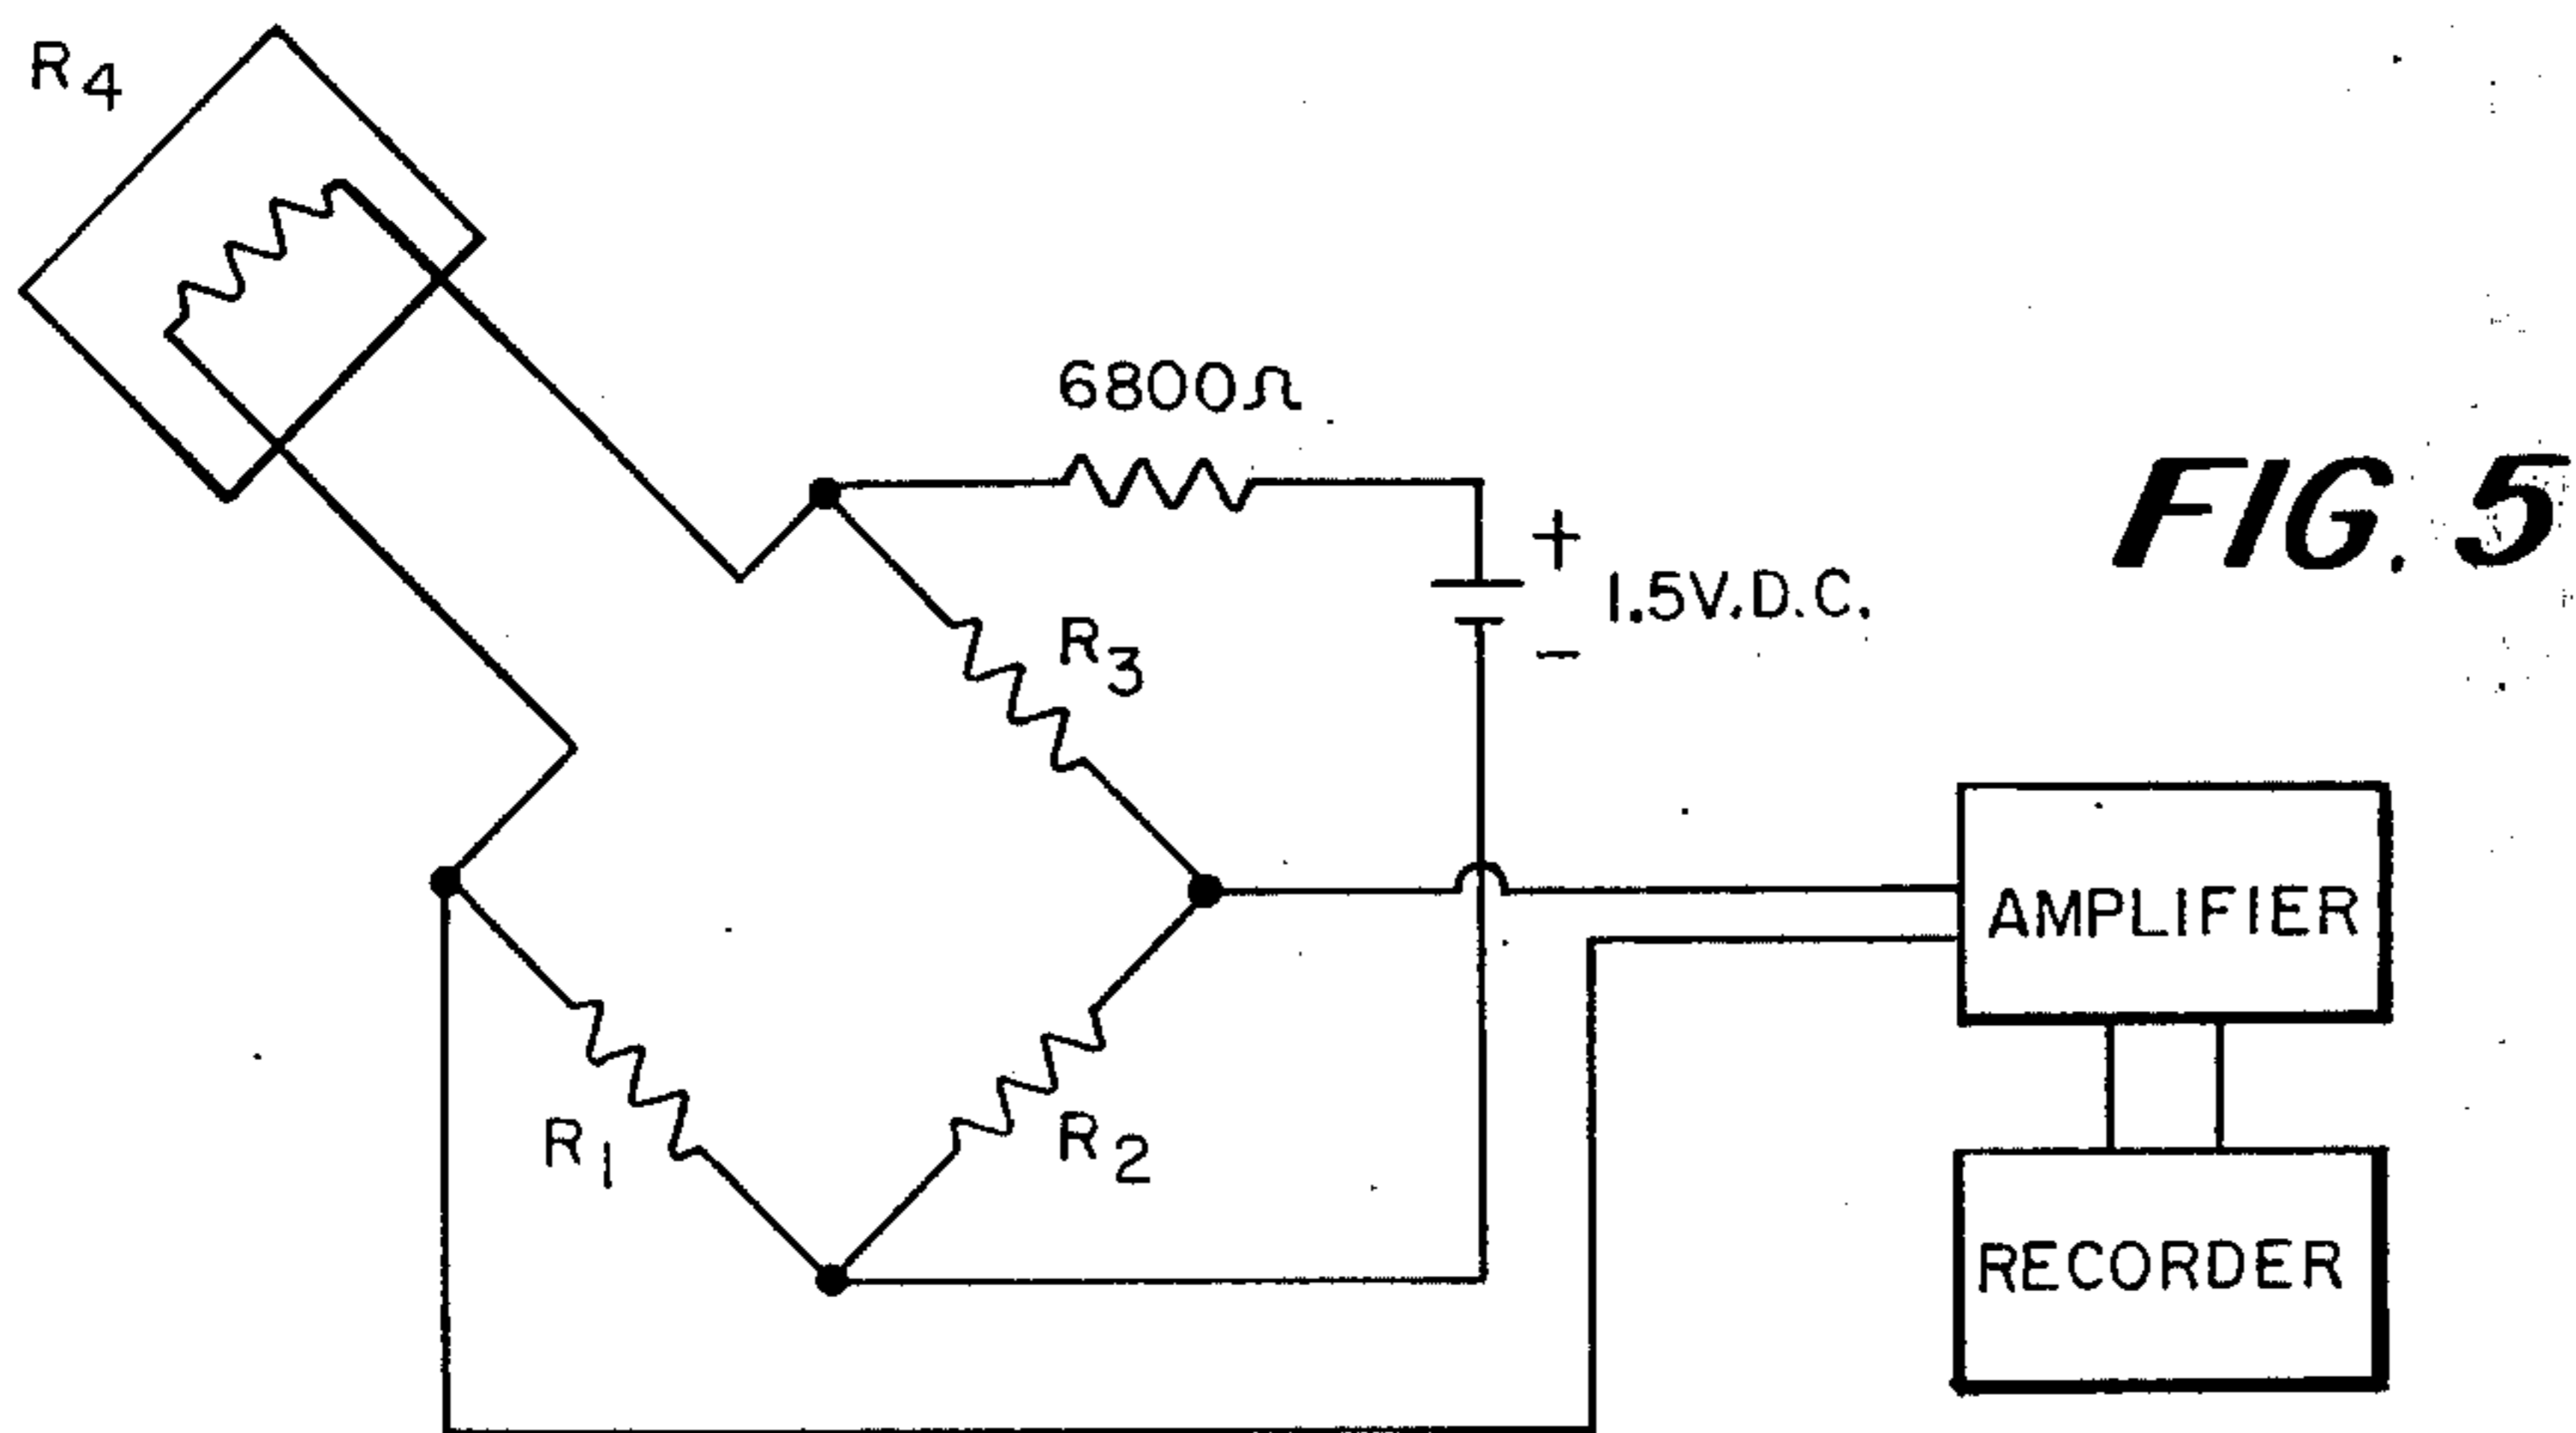 R4
6800Ω
FIG. 5
+
1.5V.D.C.
−
R3
AMPLIFIER
R1
R2
RECORDER